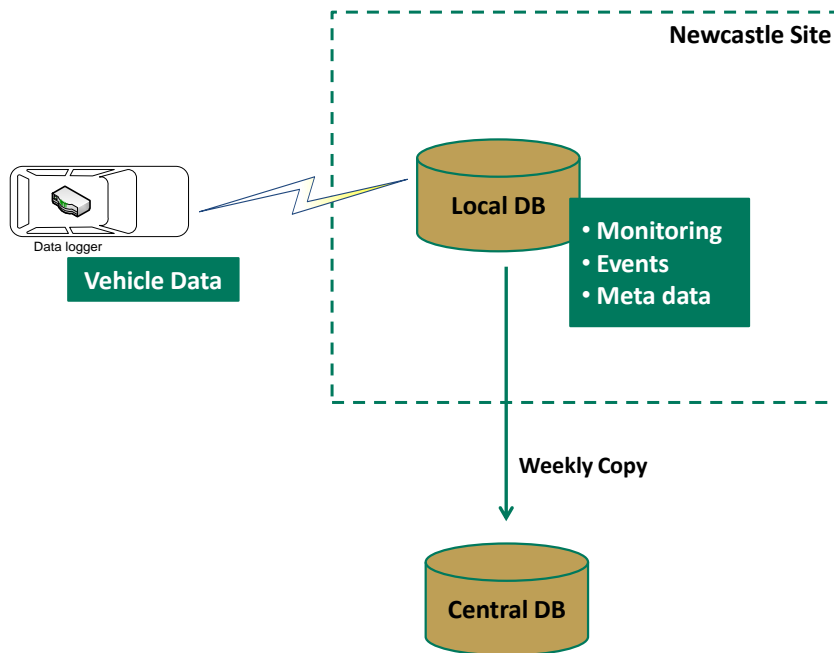 Newcastle Site
Local DB
• Monitoring
• Events
• Meta data
Data logger
Vehicle Data
Weekly Copy
Central DB